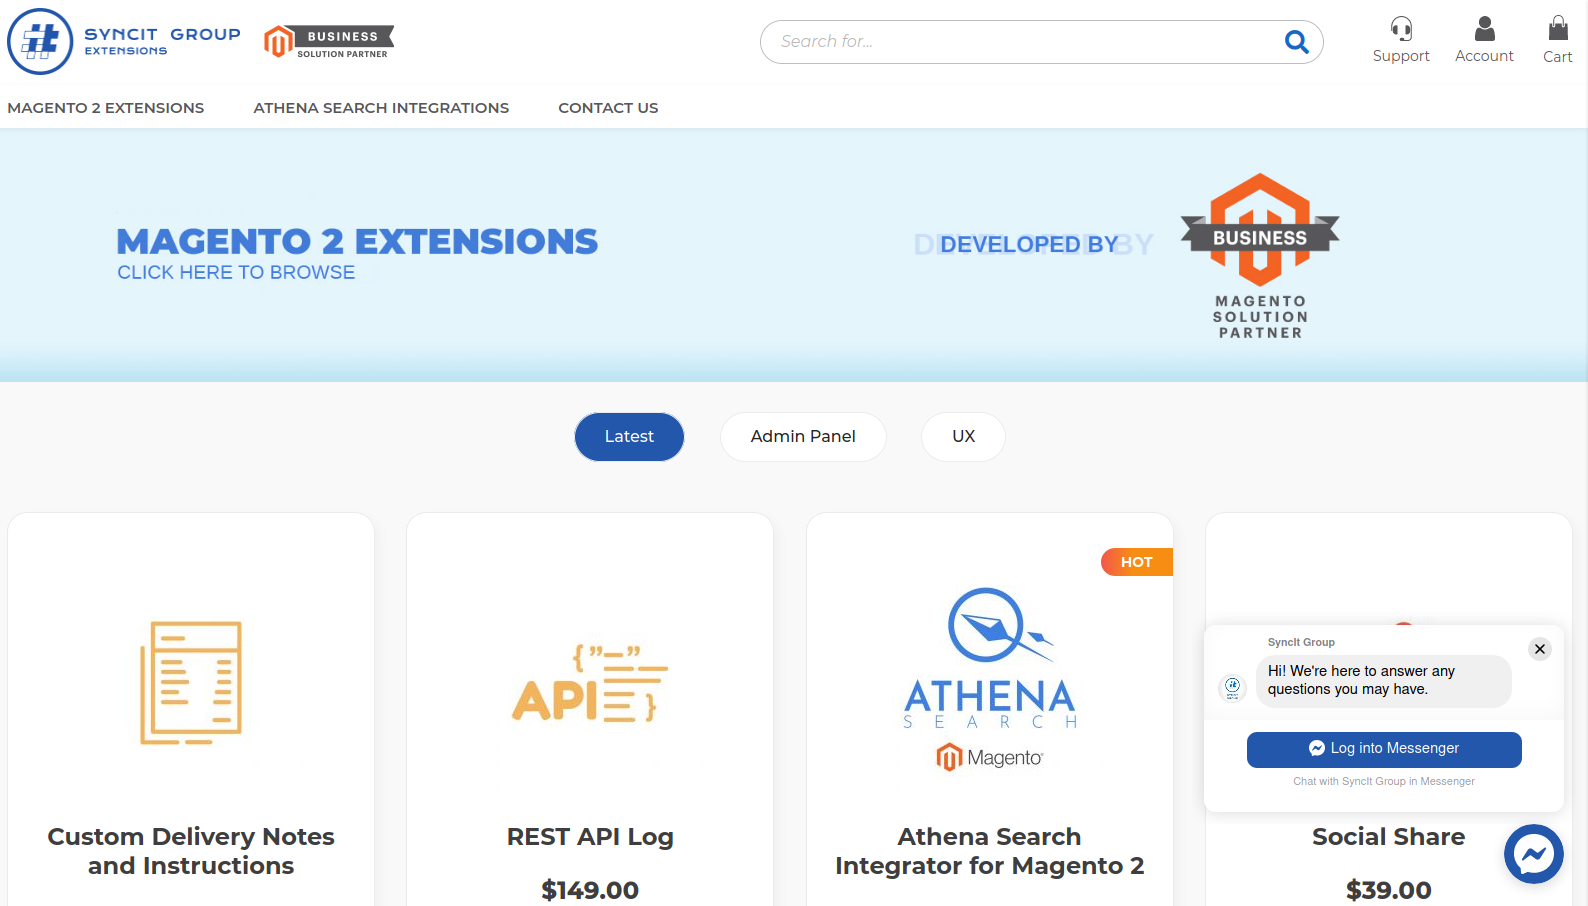 SYNCIT GROUP
EXTENSIONS
BUSINESS
SOLUTION PARTNER
Search for...
Support
Account
Cart
MAGENTO 2 EXTENSIONS
ATHENA SEARCH INTEGRATIONS
CONTACT US
MAGENTO 2 EXTENSIONS
CLICK HERE TO BROWSE
DEVELOPED BY
DEVELOPED BY
BUSINESS
MAGENTO
SOLUTION
PARTNER
Latest
Admin Panel
UX
HOT
{ ”=”
API
}
ATHENA
SEARCH
Magento
Custom Delivery Notes
and Instructions
REST API Log
$149.00
Athena Search
Integrator for Magento 2
Social Share
$39.00
SyncIt Group
Hi! We're here to answer any
questions you may have.
Log into Messenger
Chat with SyncIt Group in Messenger